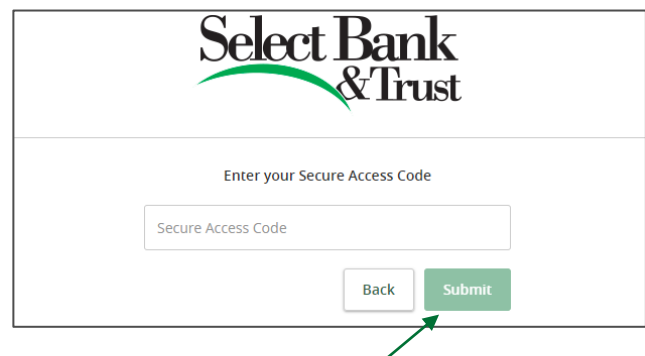 Select Bank
& Trust
Enter your Secure Access Code
Secure Access Code
Back Submit